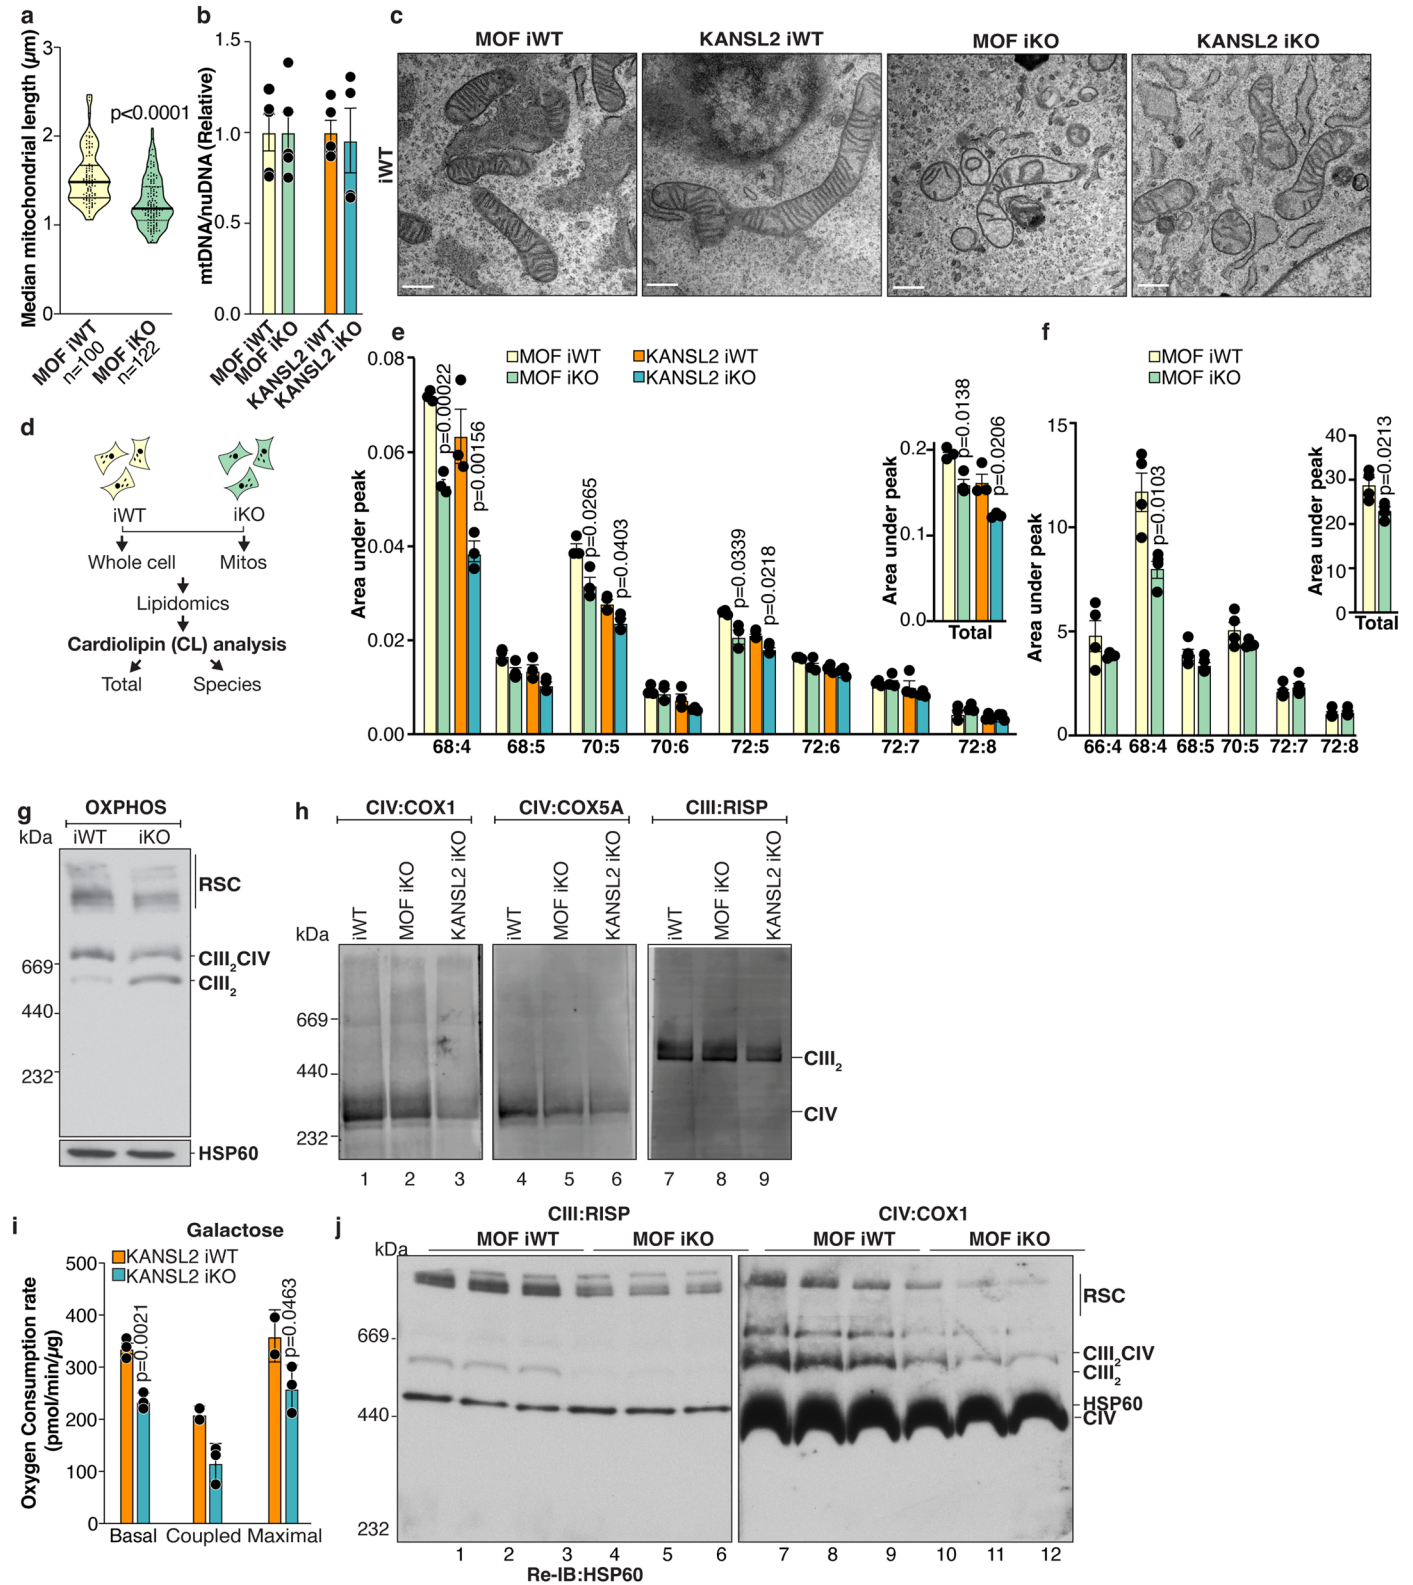 a
Median mitochondrial length (µm)
3
2
1
0
p<0.0001
MOF iWT
n=100
MOF iKO
n=122
b
mtDNA/nuDNA (Relative)
1.5
1.0
0.5
0.0
MOF iWT
MOF iKO
KANSL2 iWT
KANSL2 iKO
c
MOF iWT
KANSL2 iWT
MOF iKO
KANSL2 iKO
iWT
d
iWT
iKO
Whole cell
Mitos
Lipidomics
Cardiolipin (CL) analysis
Total
Species
e
MOF iWT
MOF iKO
KANSL2 iWT
KANSL2 iKO
Area under peak
0.08
0.06
0.04
0.02
0.00
p=0.00022
p=0.00156
p=0.0265
p=0.0403
p=0.0339
p=0.0218
68:4
68:5
70:5
70:6
72:5
72:6
72:7
72:8
Area under peak
0.2
0.1
0.0
p=0.0138
p=0.0206
Total
f
MOF iWT
MOF iKO
Area under peak
15
10
5
0
p=0.0103
66:4
68:4
68:5
70:5
72:7
72:8
Area under peak
40
30
20
10
0
p=0.0213
Total
g
OXPHOS
kDa
iWT
iKO
RSC
CIII2CIV
CIII2
669
440
232
HSP60
h
CIV:COX1
CIV:COX5A
CIII:RISP
kDa
iWT
MOF iKO
KANSL2 iKO
iWT
MOF iKO
KANSL2 iKO
iWT
MOF iKO
KANSL2 iKO
669
440
232
CIII2
CIV
1 2 3 4 5 6 7 8 9
i
Galactose
KANSL2 iWT
KANSL2 iKO
Oxygen Consumption rate
(pmol/min/µg)
500
400
300
200
100
0
p=0.0021
p=0.0463
Basal
Coupled
Maximal
j
CIII:RISP
CIV:COX1
kDa
MOF iWT
MOF iKO
MOF iWT
MOF iKO
669
440
232
RSC
CIII2CIV
CIII2
HSP60
CIV
1 2 3 4 5 6 7 8 9 10 11 12
Re-IB:HSP60